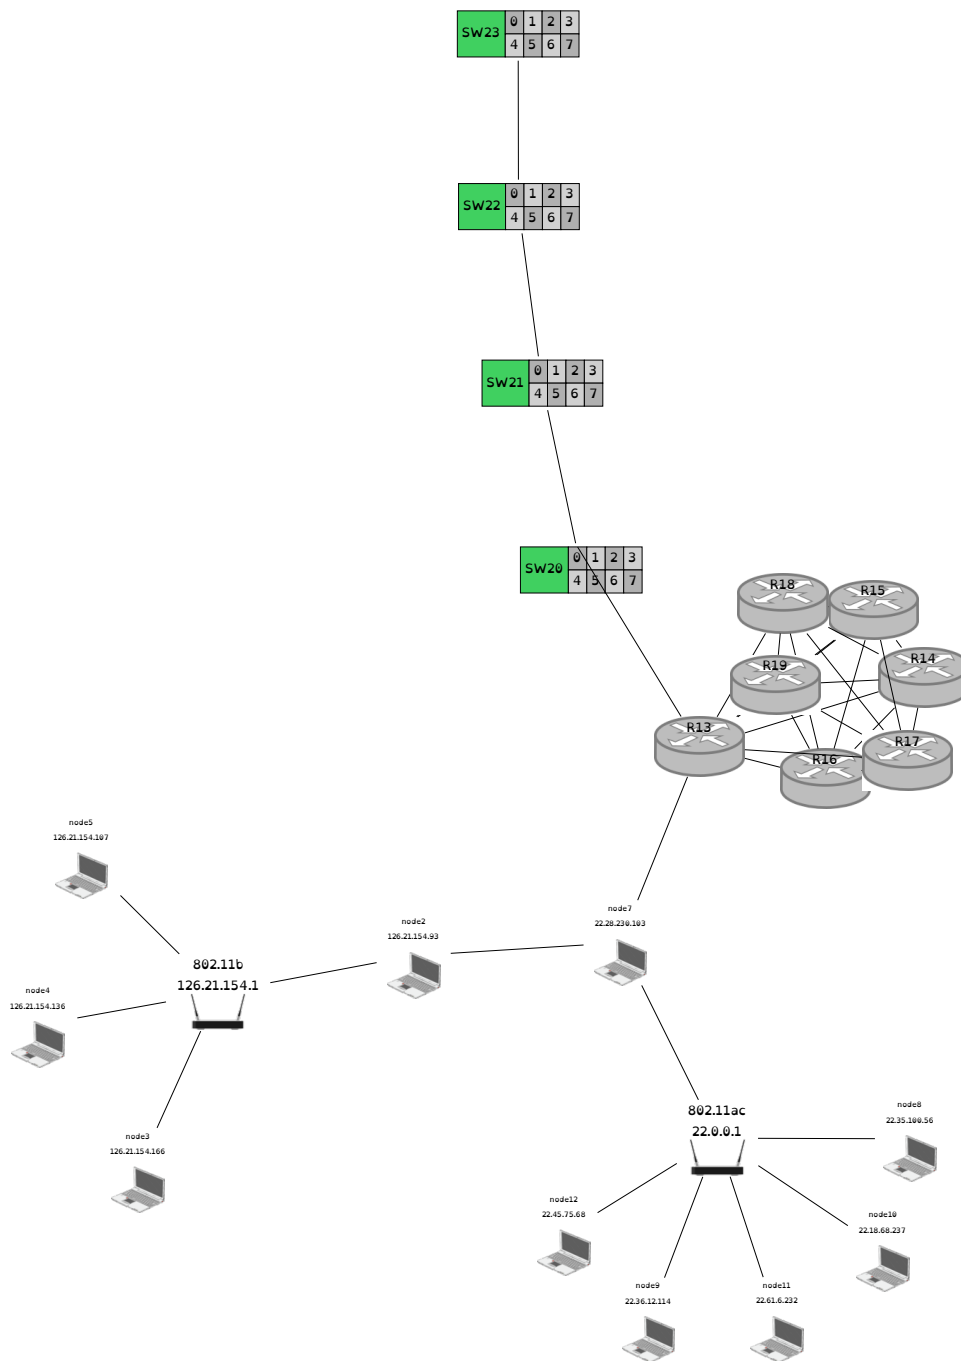 SW23
0 1 2 3
4 5 6 7
SW22
0 1 2 3
4 5 6 7
SW21
0 1 2 3
4 5 6 7
SW20
0 1 2 3
4 5 6 7
R18
R15
R14
R19
R13
R17
R16
node5
126.21.154.107
node7
22.28.230.103
node2
126.21.154.93
802.11b
126.21.154.1
node4
126.21.154.136
node3
126.21.154.166
802.11ac
22.0.0.1
node8
22.35.100.56
node12
22.45.75.68
node10
22.18.68.237
node9
22.36.12.114
node11
22.61.6.232